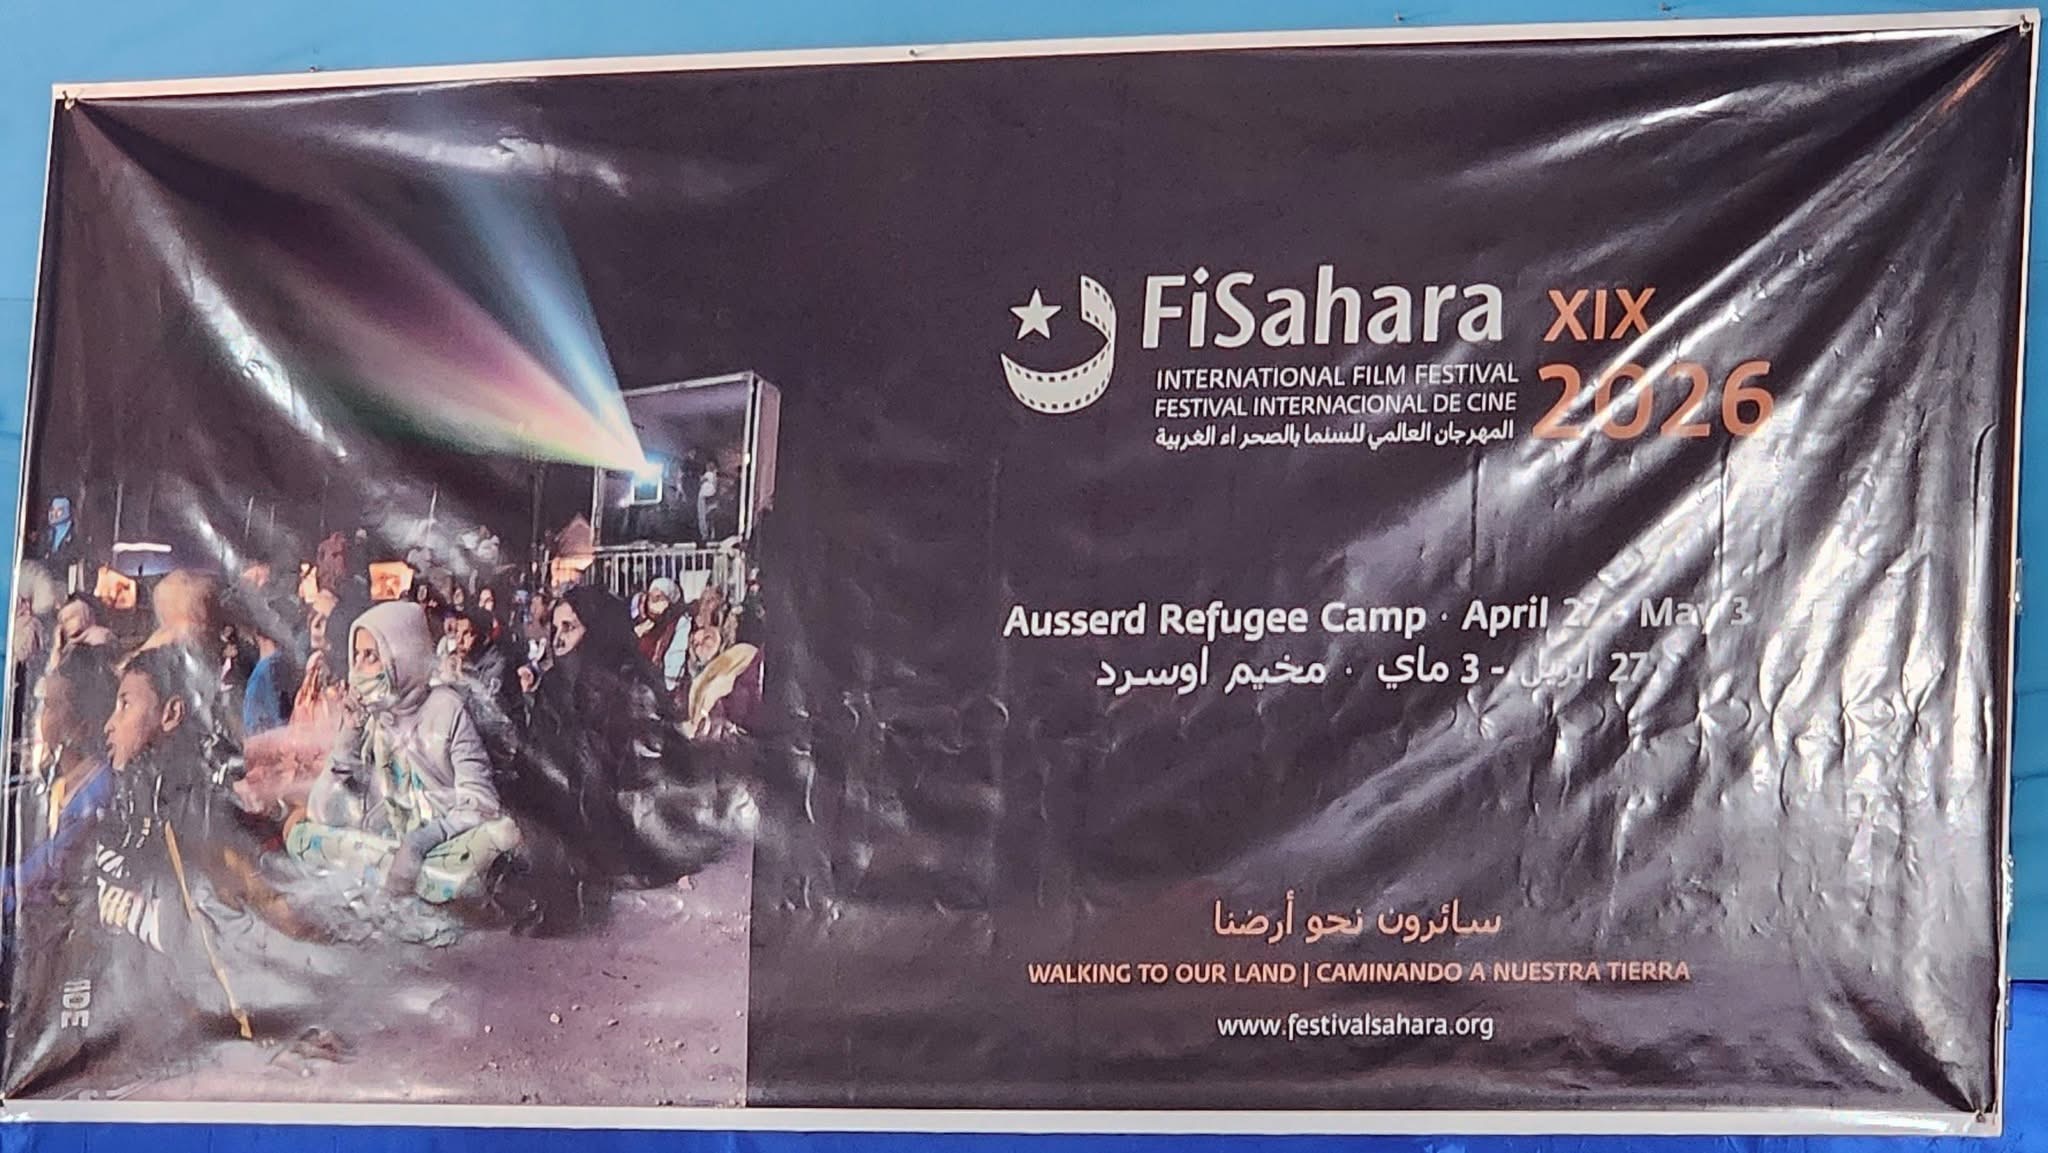 FiSahara XIX
INTERNATIONAL FILM FESTIVAL
FESTIVAL INTERNACIONAL DE CINE
2026
المهرجان العالمي للسنما بالصحراء الغربية
Ausserd Refugee Camp · April 27 - May 3
مخيم اوسرد · 27 ابريل - 3 ماي
سائرون نحو أرضنا
WALKING TO OUR LAND | CAMINANDO A NUESTRA TIERRA
www.festivalsahara.org